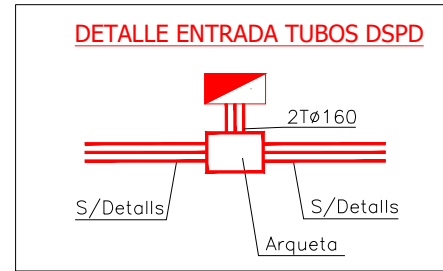 DETALLE ENTRADA TUBOS DSPD
2Tø160
S/Detalls
S/Detalls
Arqueta